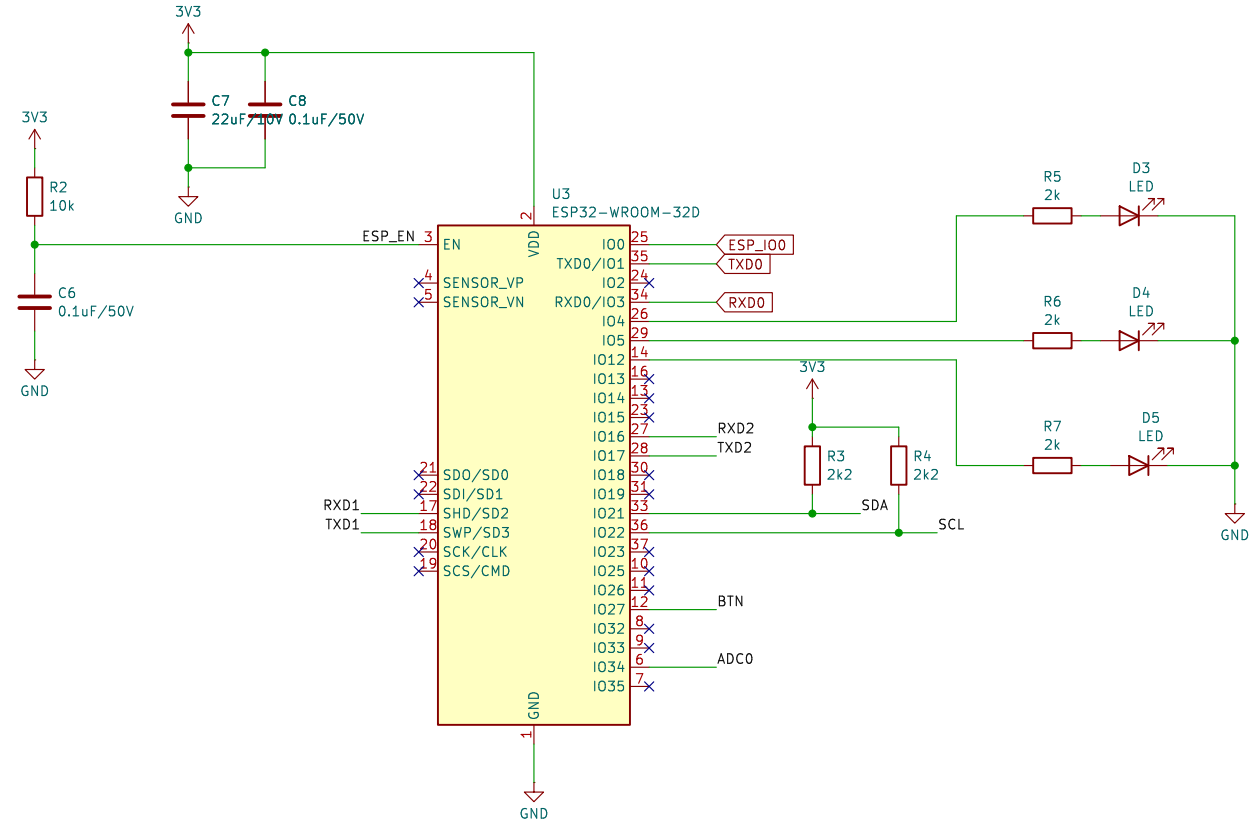 3V3
C7
22uF/10V
C8
0.1uF/50V
GND
3V3
R2
10k
C6
0.1uF/50V
GND
U3
ESP32-WROOM-32D
ESP_EN 3 EN
4 SENSOR_VP
5 SENSOR_VN
21 SDO/SD0
22 SDI/SD1
RXD1 17 SHD/SD2
TXD1 18 SWP/SD3
20 SCK/CLK
19 SCS/CMD
2 VDD
IO0 25 ESP_IO0
TXD0/IO1 35 TXD0
IO2 24
RXD0/IO3 34 RXD0
IO4 26
IO5 29
IO12 14
IO13 16
IO14 13
IO15 23
IO16 27 RXD2
IO17 28 TXD2
IO18 30
IO19 31
IO21 33 SDA
IO22 36 SCL
IO23 37
IO25 10
IO26 11
IO27 12 BTN
IO32 8
IO33 9
IO34 6 ADC0
IO35 7
GND 1
GND
3V3
R3
2k2
R4
2k2
R5
2k
D3
LED
R6
2k
D4
LED
R7
2k
D5
LED
GND